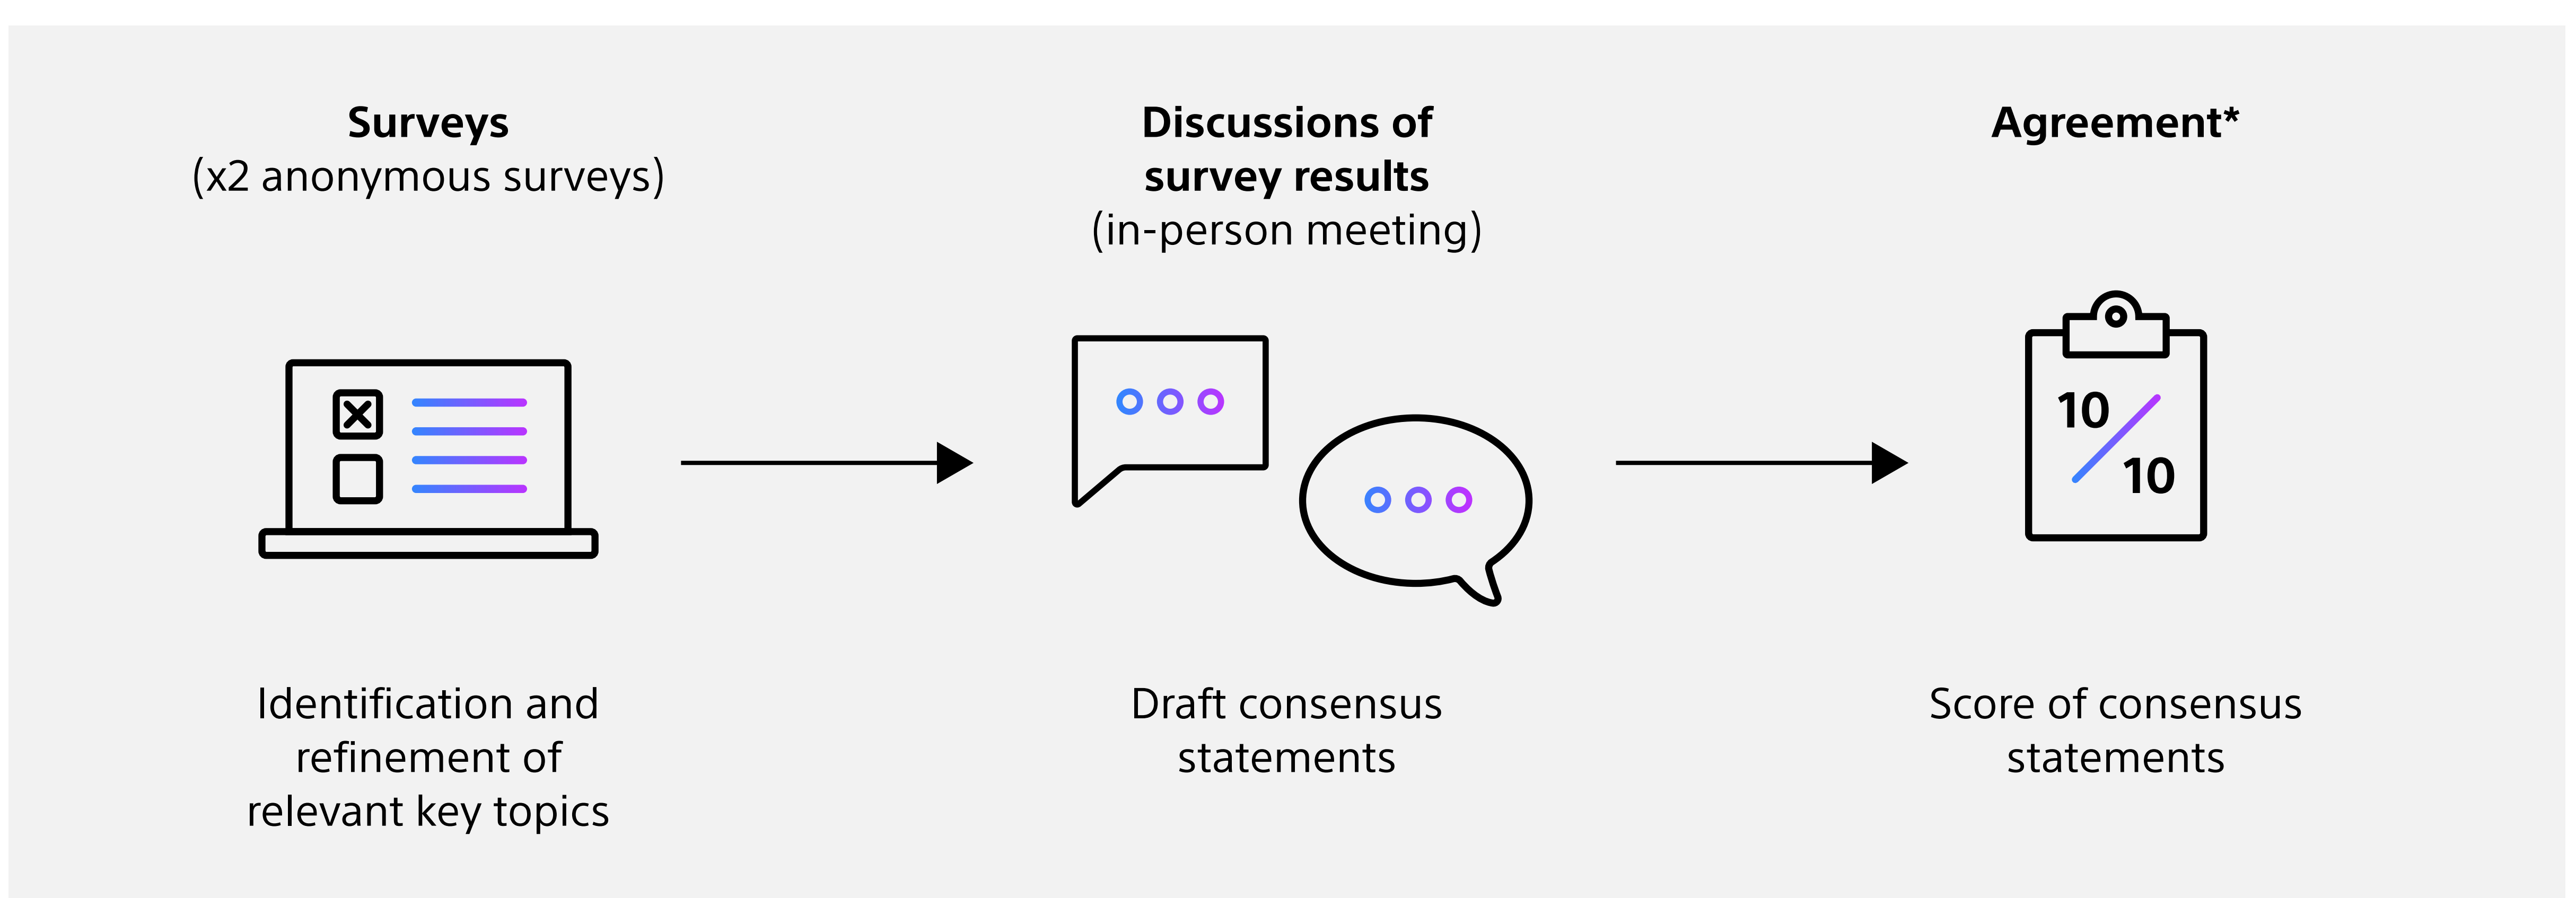 Surveys
(x2 anonymous surveys)
Identification and
refinement of
relevant key topics
Discussions of
survey results
(in-person meeting)
Draft consensus
statements
Agreement*
10
10
Score of consensus
statements